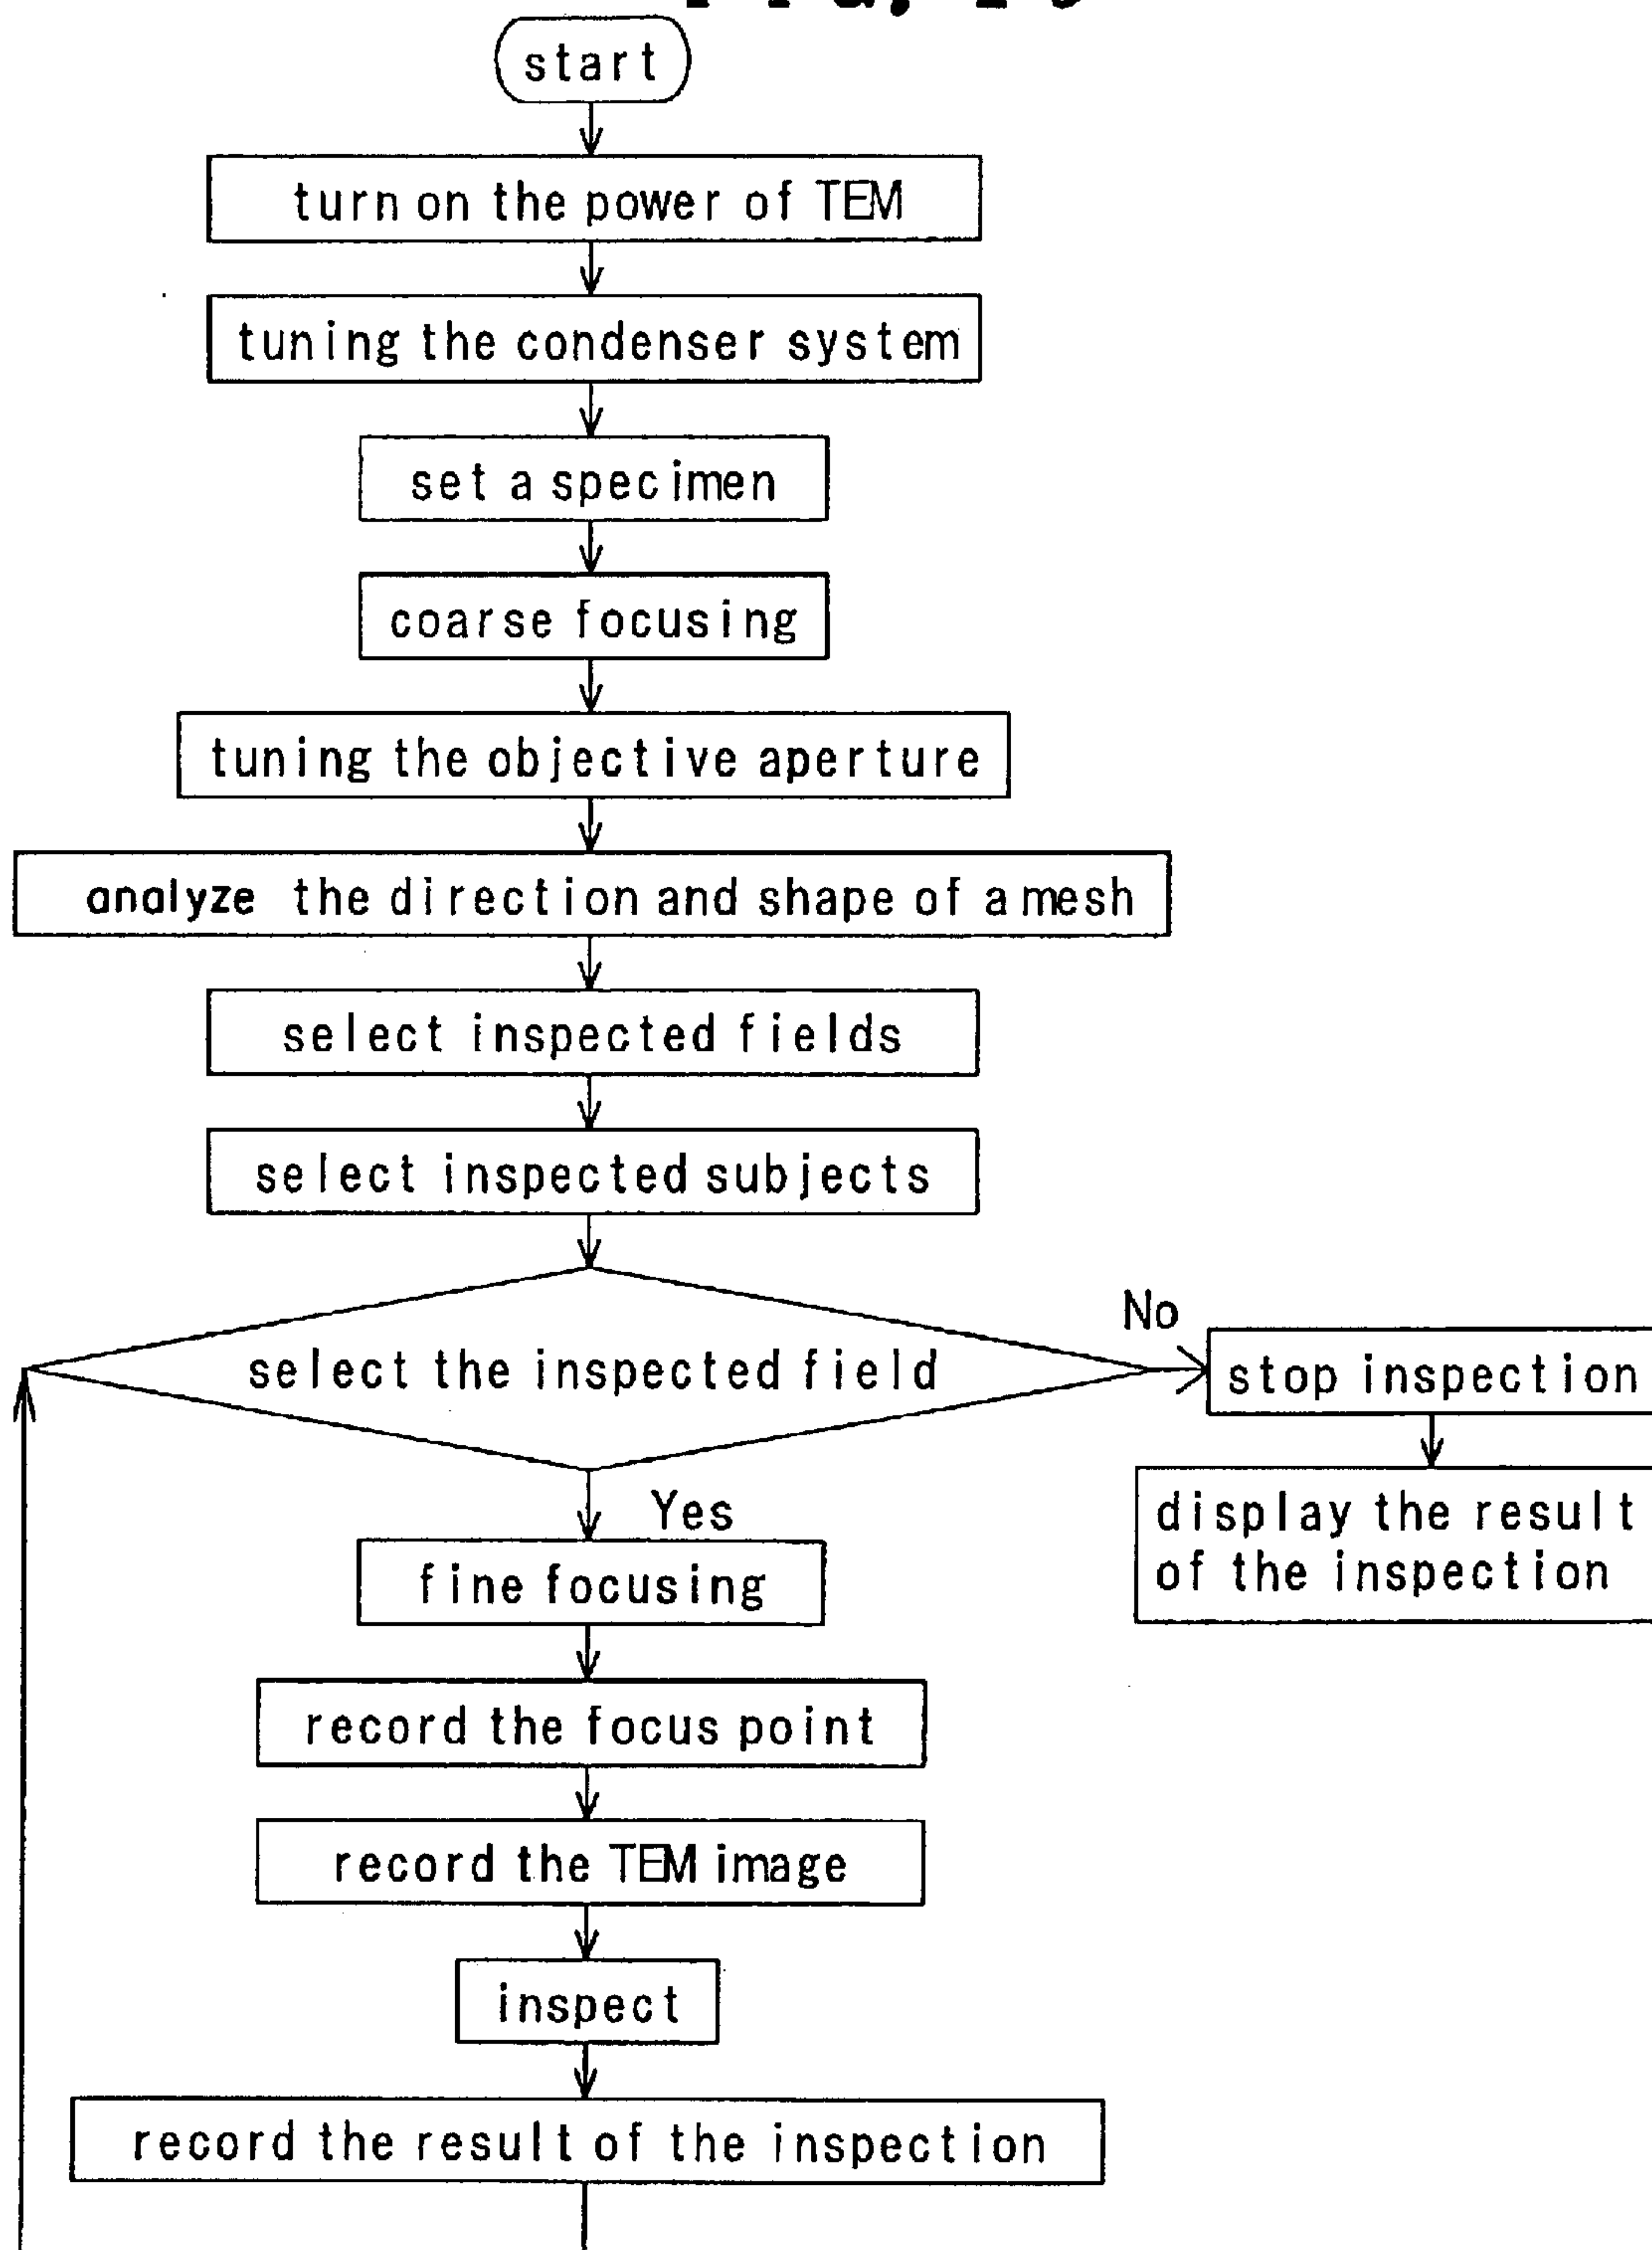 start
turn on the power of TEM
tuning the condenser system
set a specimen
coarse focusing
tuning the objective aperture
analyze the direction and shape of a mesh
select inspected fields
select inspected subjects
No
select the inspected field
stop inspection
Yes
display the result
of the inspection
fine focusing
record the focus point
record the TEM image
inspect
record the result of the inspection